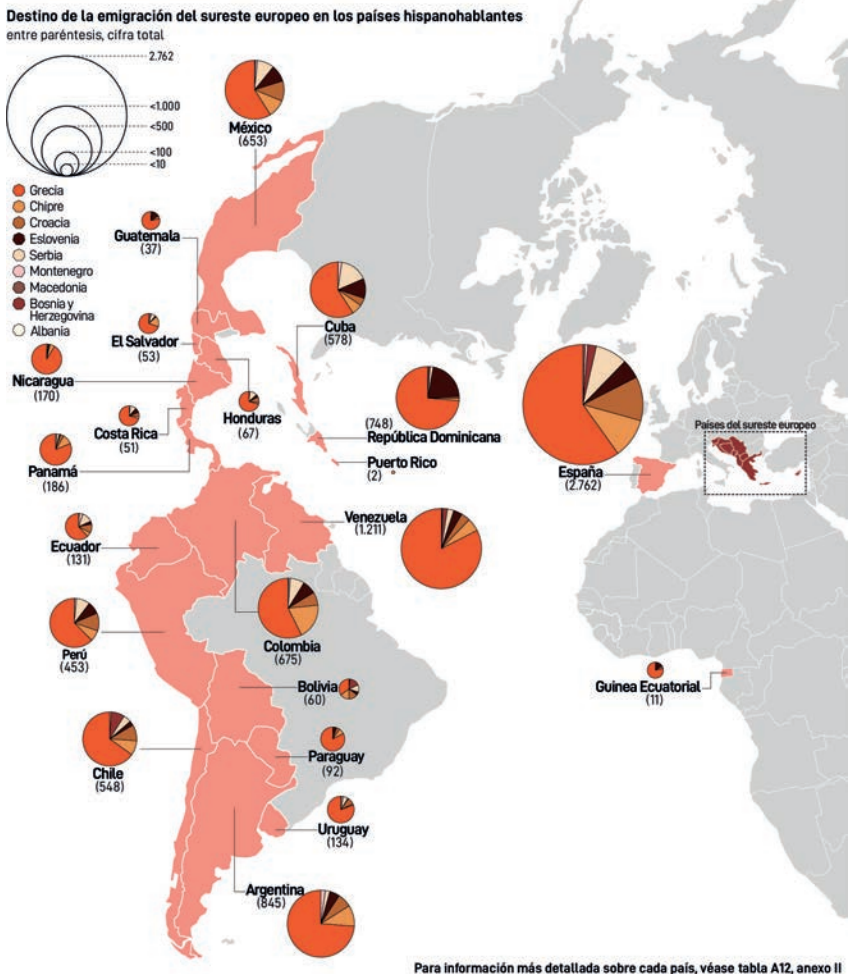 Destino de la emigración del sureste europeo en los países hispanohablantes
entre paréntesis, cifra total
2.762
<1.000
<500
<100
<10
Grecia
Chipre
Croacia
Eslovenia
Serbia
Montenegro
Macedonia
Bosnia y
Herzegovina
Albania
México
(653)
Guatemala
(37)
El Salvador
(53)
Nicaragua
(170)
Costa Rica
(51)
Panamá
(186)
Honduras
(67)
Cuba
(578)
(748)
República Dominicana
Puerto Rico
(2)
España
(2.762)
Países del sureste europeo
Venezuela
(1.211)
Ecuador
(131)
Colombia
(675)
Perú
(453)
Bolivia
(60)
Guinea Ecuatorial
(11)
Chile
(548)
Paraguay
(92)
Uruguay
(134)
Argentina
(845)
Para información más detallada sobre cada país, véase tabla A12, anexo II